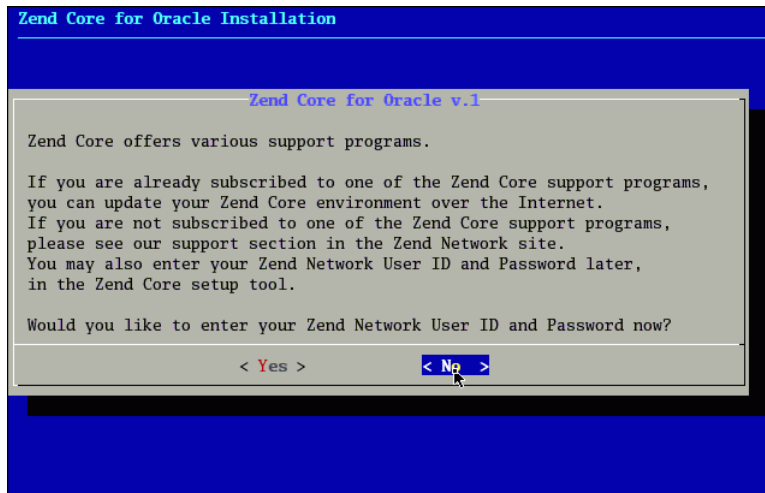 Zend Core for Oracle Installation
Zend Core for Oracle v.1
Zend Core offers various support programs.
If you are already subscribed to one of the Zend Core support programs,
you can update your Zend Core environment over the Internet.
If you are not subscribed to one of the Zend Core support programs,
please see our support section in the Zend Network site.
You may also enter your Zend Network User ID and Password later,
in the Zend Core setup tool.
Would you like to enter your Zend Network User ID and Password now?
< Yes > < No >